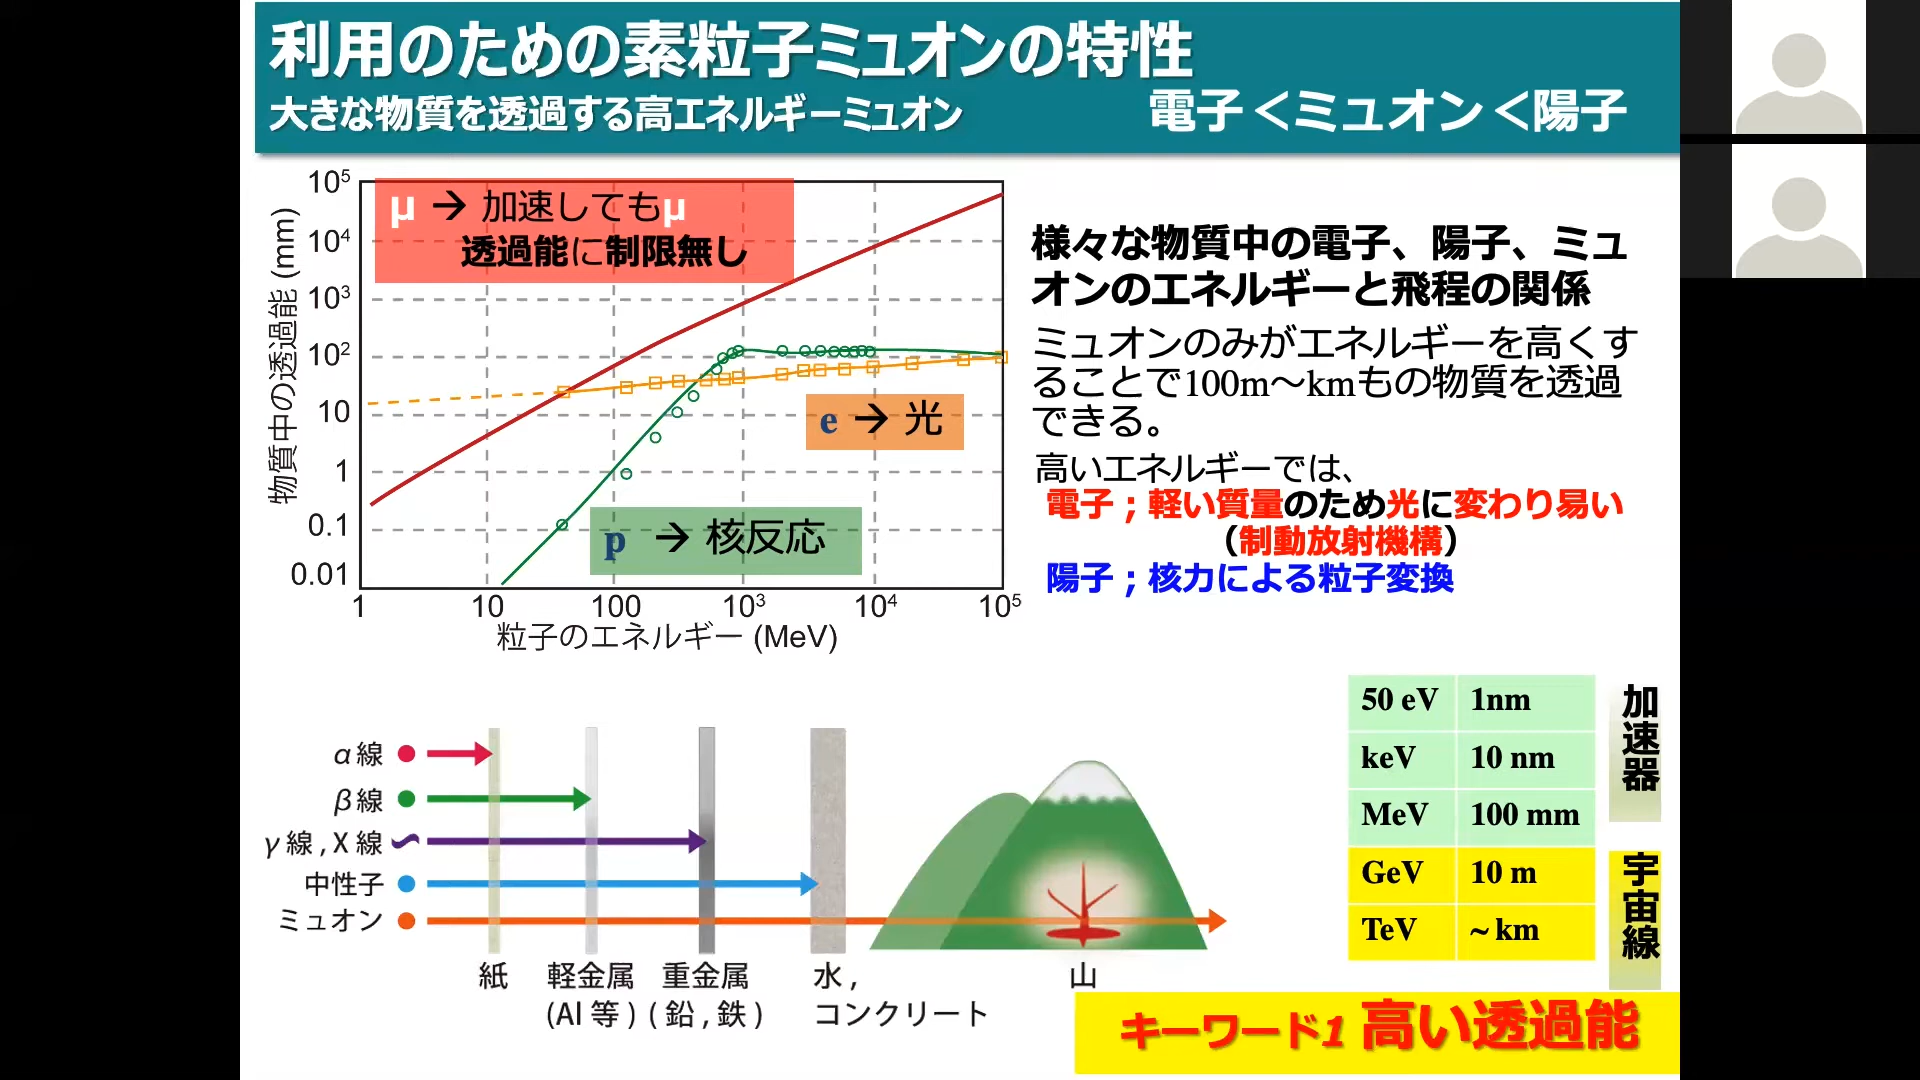 利用のための素粒子ミュオンの特性
大きな物質を透過する高エネルギーミュオン
電子＜ミュオン＜陽子
物質中の透過能 (mm)
10⁵
10⁴
10³
10²
10
1
0.1
0.01
μ → 加速してもμ
透過能に制限無し
e → 光
p → 核反応
1 10 100 10³ 10⁴ 10⁵
粒子のエネルギー (MeV)
様々な物質中の電子、陽子、ミュ
オンのエネルギーと飛程の関係
ミュオンのみがエネルギーを高くす
ることで100m～kmもの物質を透過
できる。
高いエネルギーでは、
電子；軽い質量のため光に変わり易い
（制動放射機構）
陽子；核力による粒子変換
α線
β線
γ線,X線
中性子
ミュオン
紙
軽金属
(Al等)
重金属
(鉛,鉄)
水,
コンクリート
山
50 eV 1nm
keV 10 nm
MeV 100 mm
GeV 10 m
TeV ~ km
加速器
宇宙線
キーワード1 高い透過能